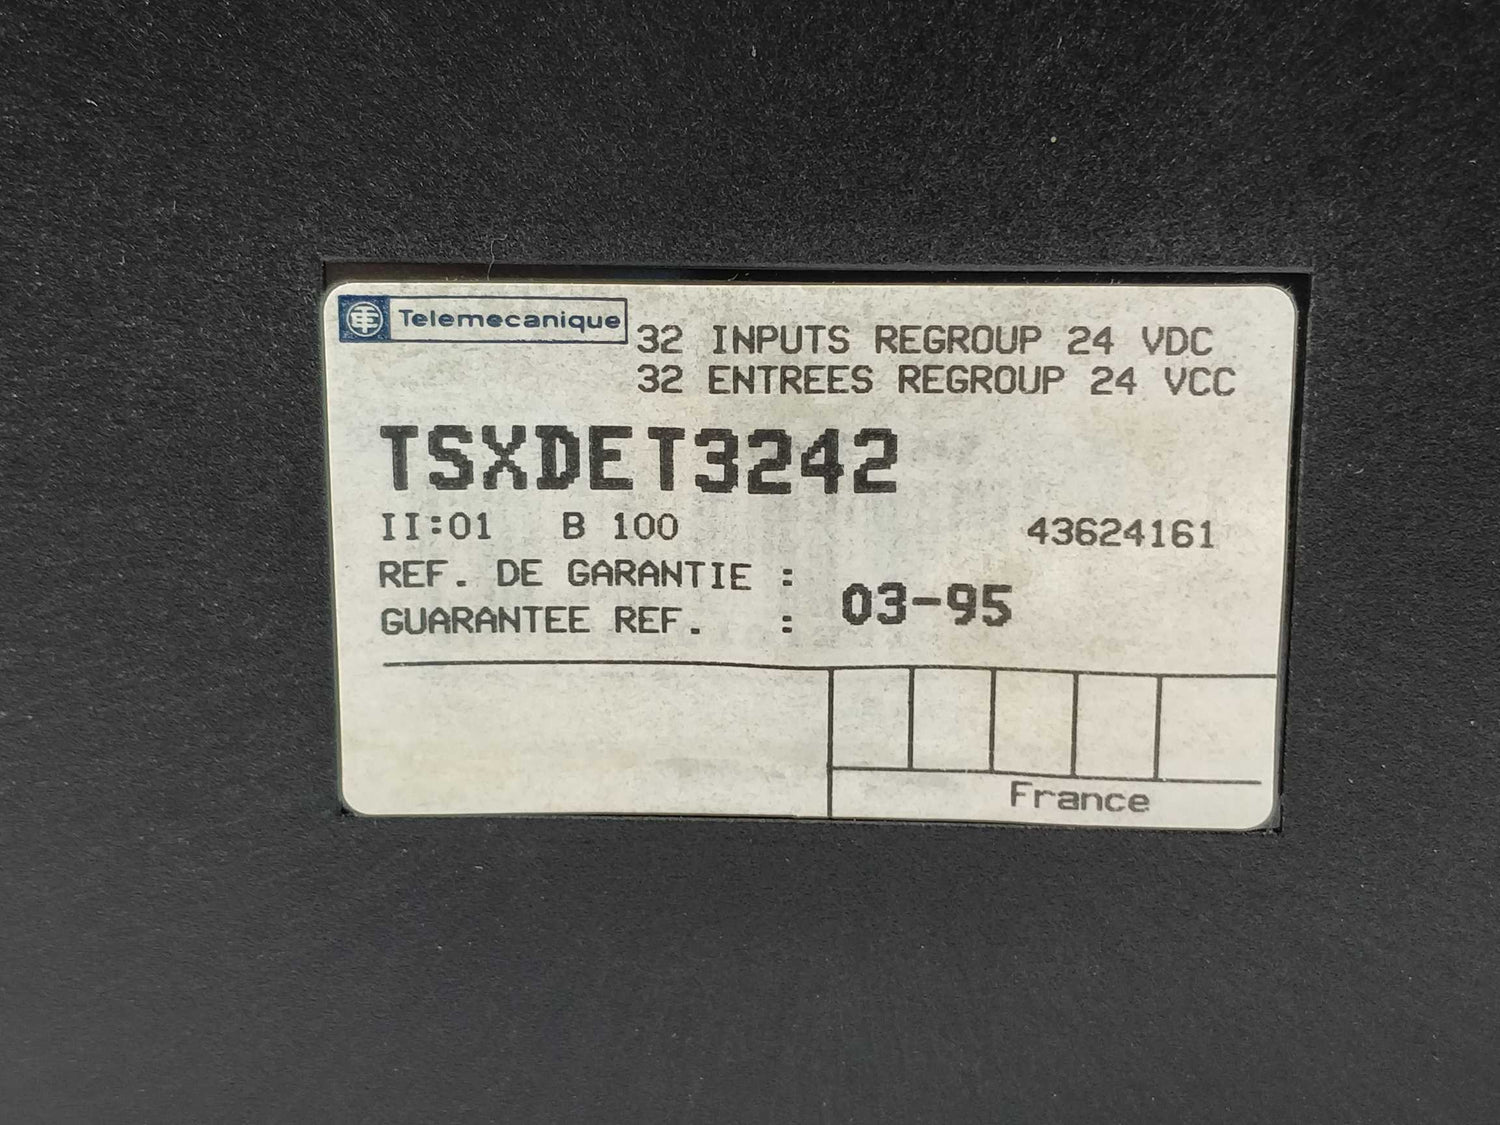 Telemecanique
32 INPUTS REGROUP 24 VDC
32 ENTREES REGROUP 24 VCC
TSXDET3242
II:01 B 100 43624161
REF. DE GARANTIE :
GUARANTEE REF. : 03-95
France